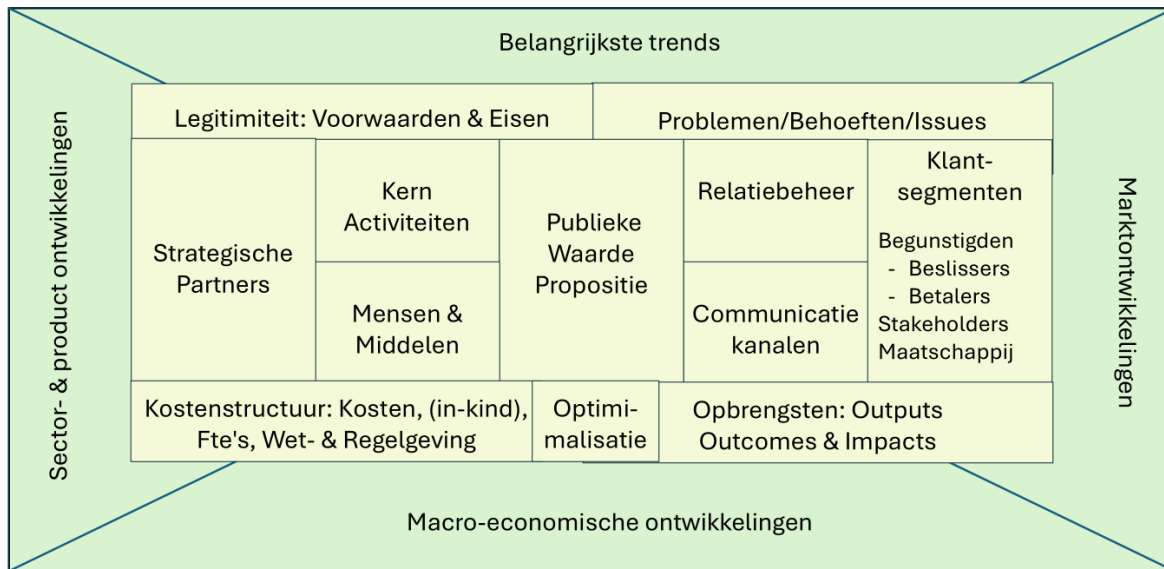 Belangrijkste trends
Sector- & product ontwikkelingen
Legitimiteit: Voorwaarden & Eisen
Problemen/Behoeften/Issues
Strategische
Partners
Kern
Activiteiten
Mensen &
Middelen
Publieke
Waarde
Propositie
Relatiebeheer
Communicatie
kanalen
Klant-
segmenten
Begunstigden
- Beslissers
- Betalers
Stakeholders
Maatschappij
Kostenstructuur: Kosten, (in-kind),
Fte's, Wet- & Regelgeving
Optimi-
malisatie
Opbrengsten: Outputs
Outcomes & Impacts
Marktontwikkelingen
Macro-economische ontwikkelingen